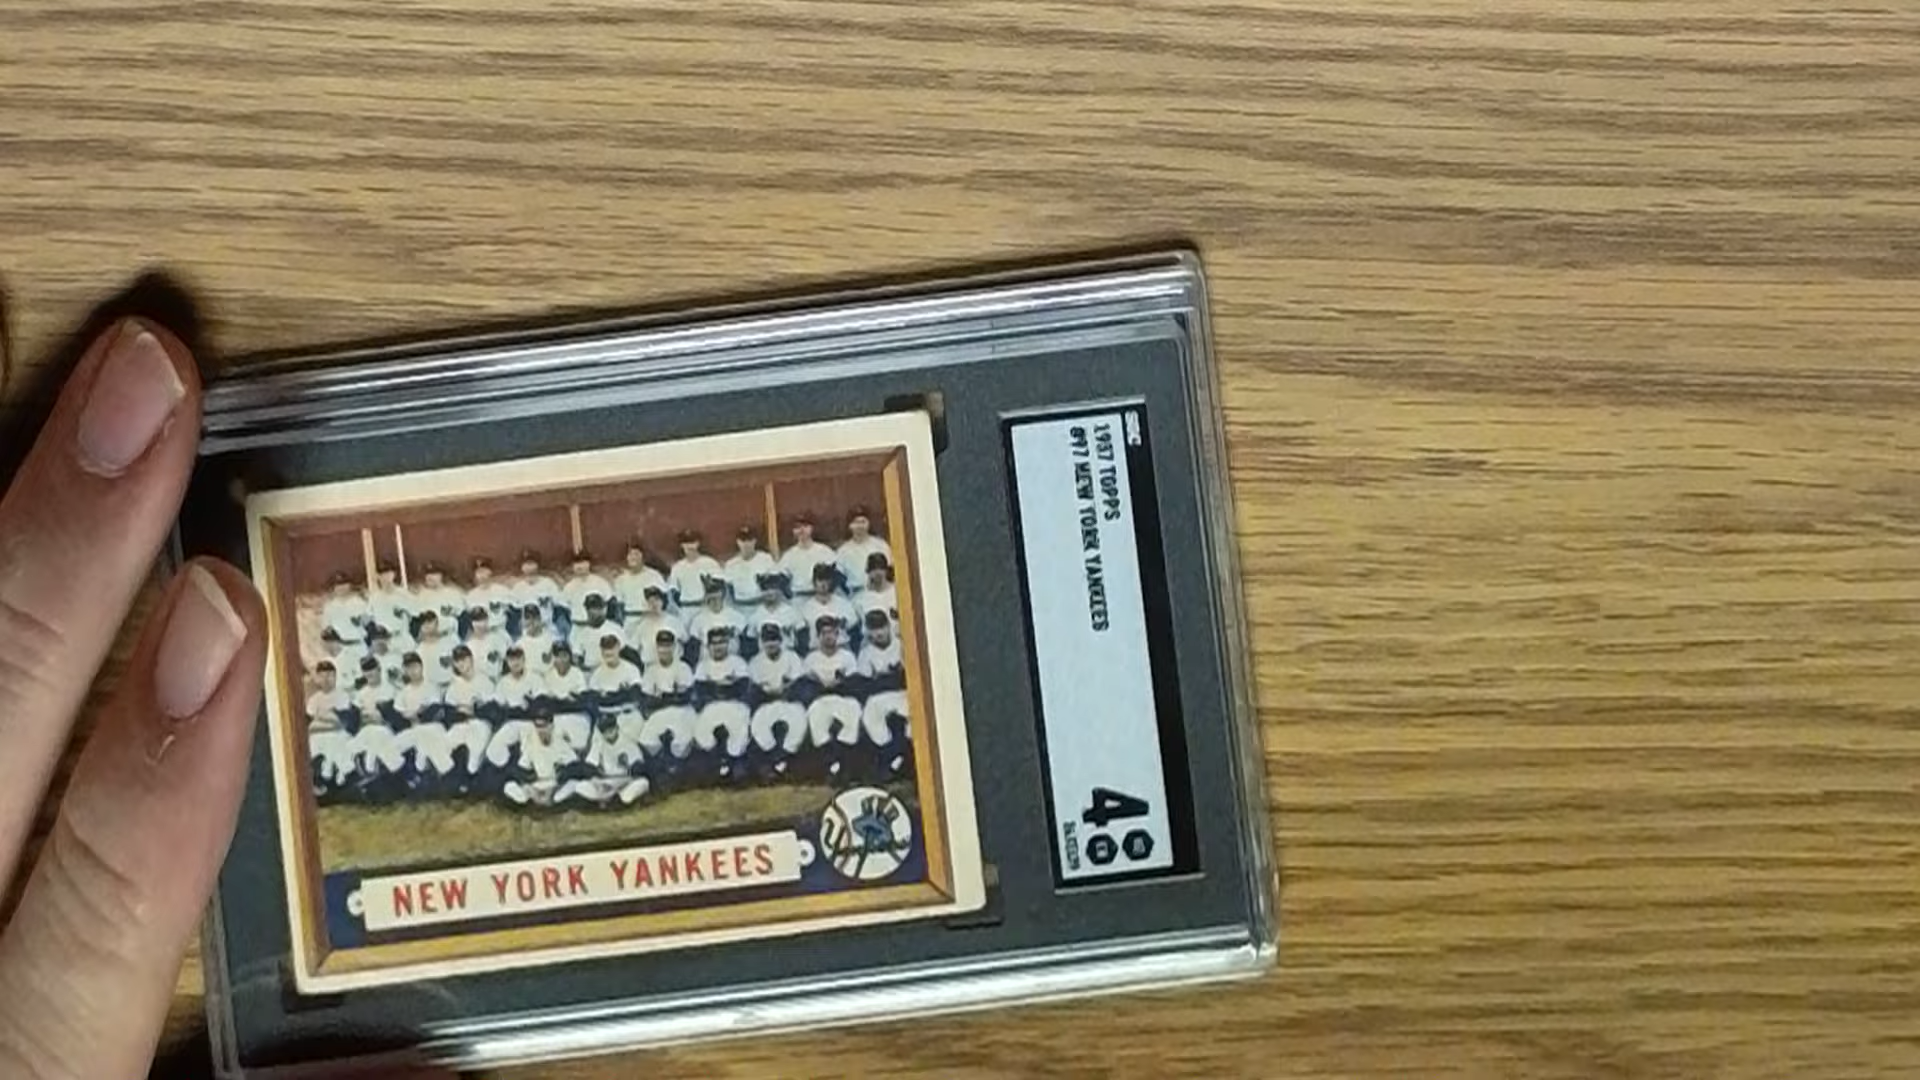 NEW YORK YANKEES
SGC
1957 TOPPS
#97 NEW YORK YANKEES
4